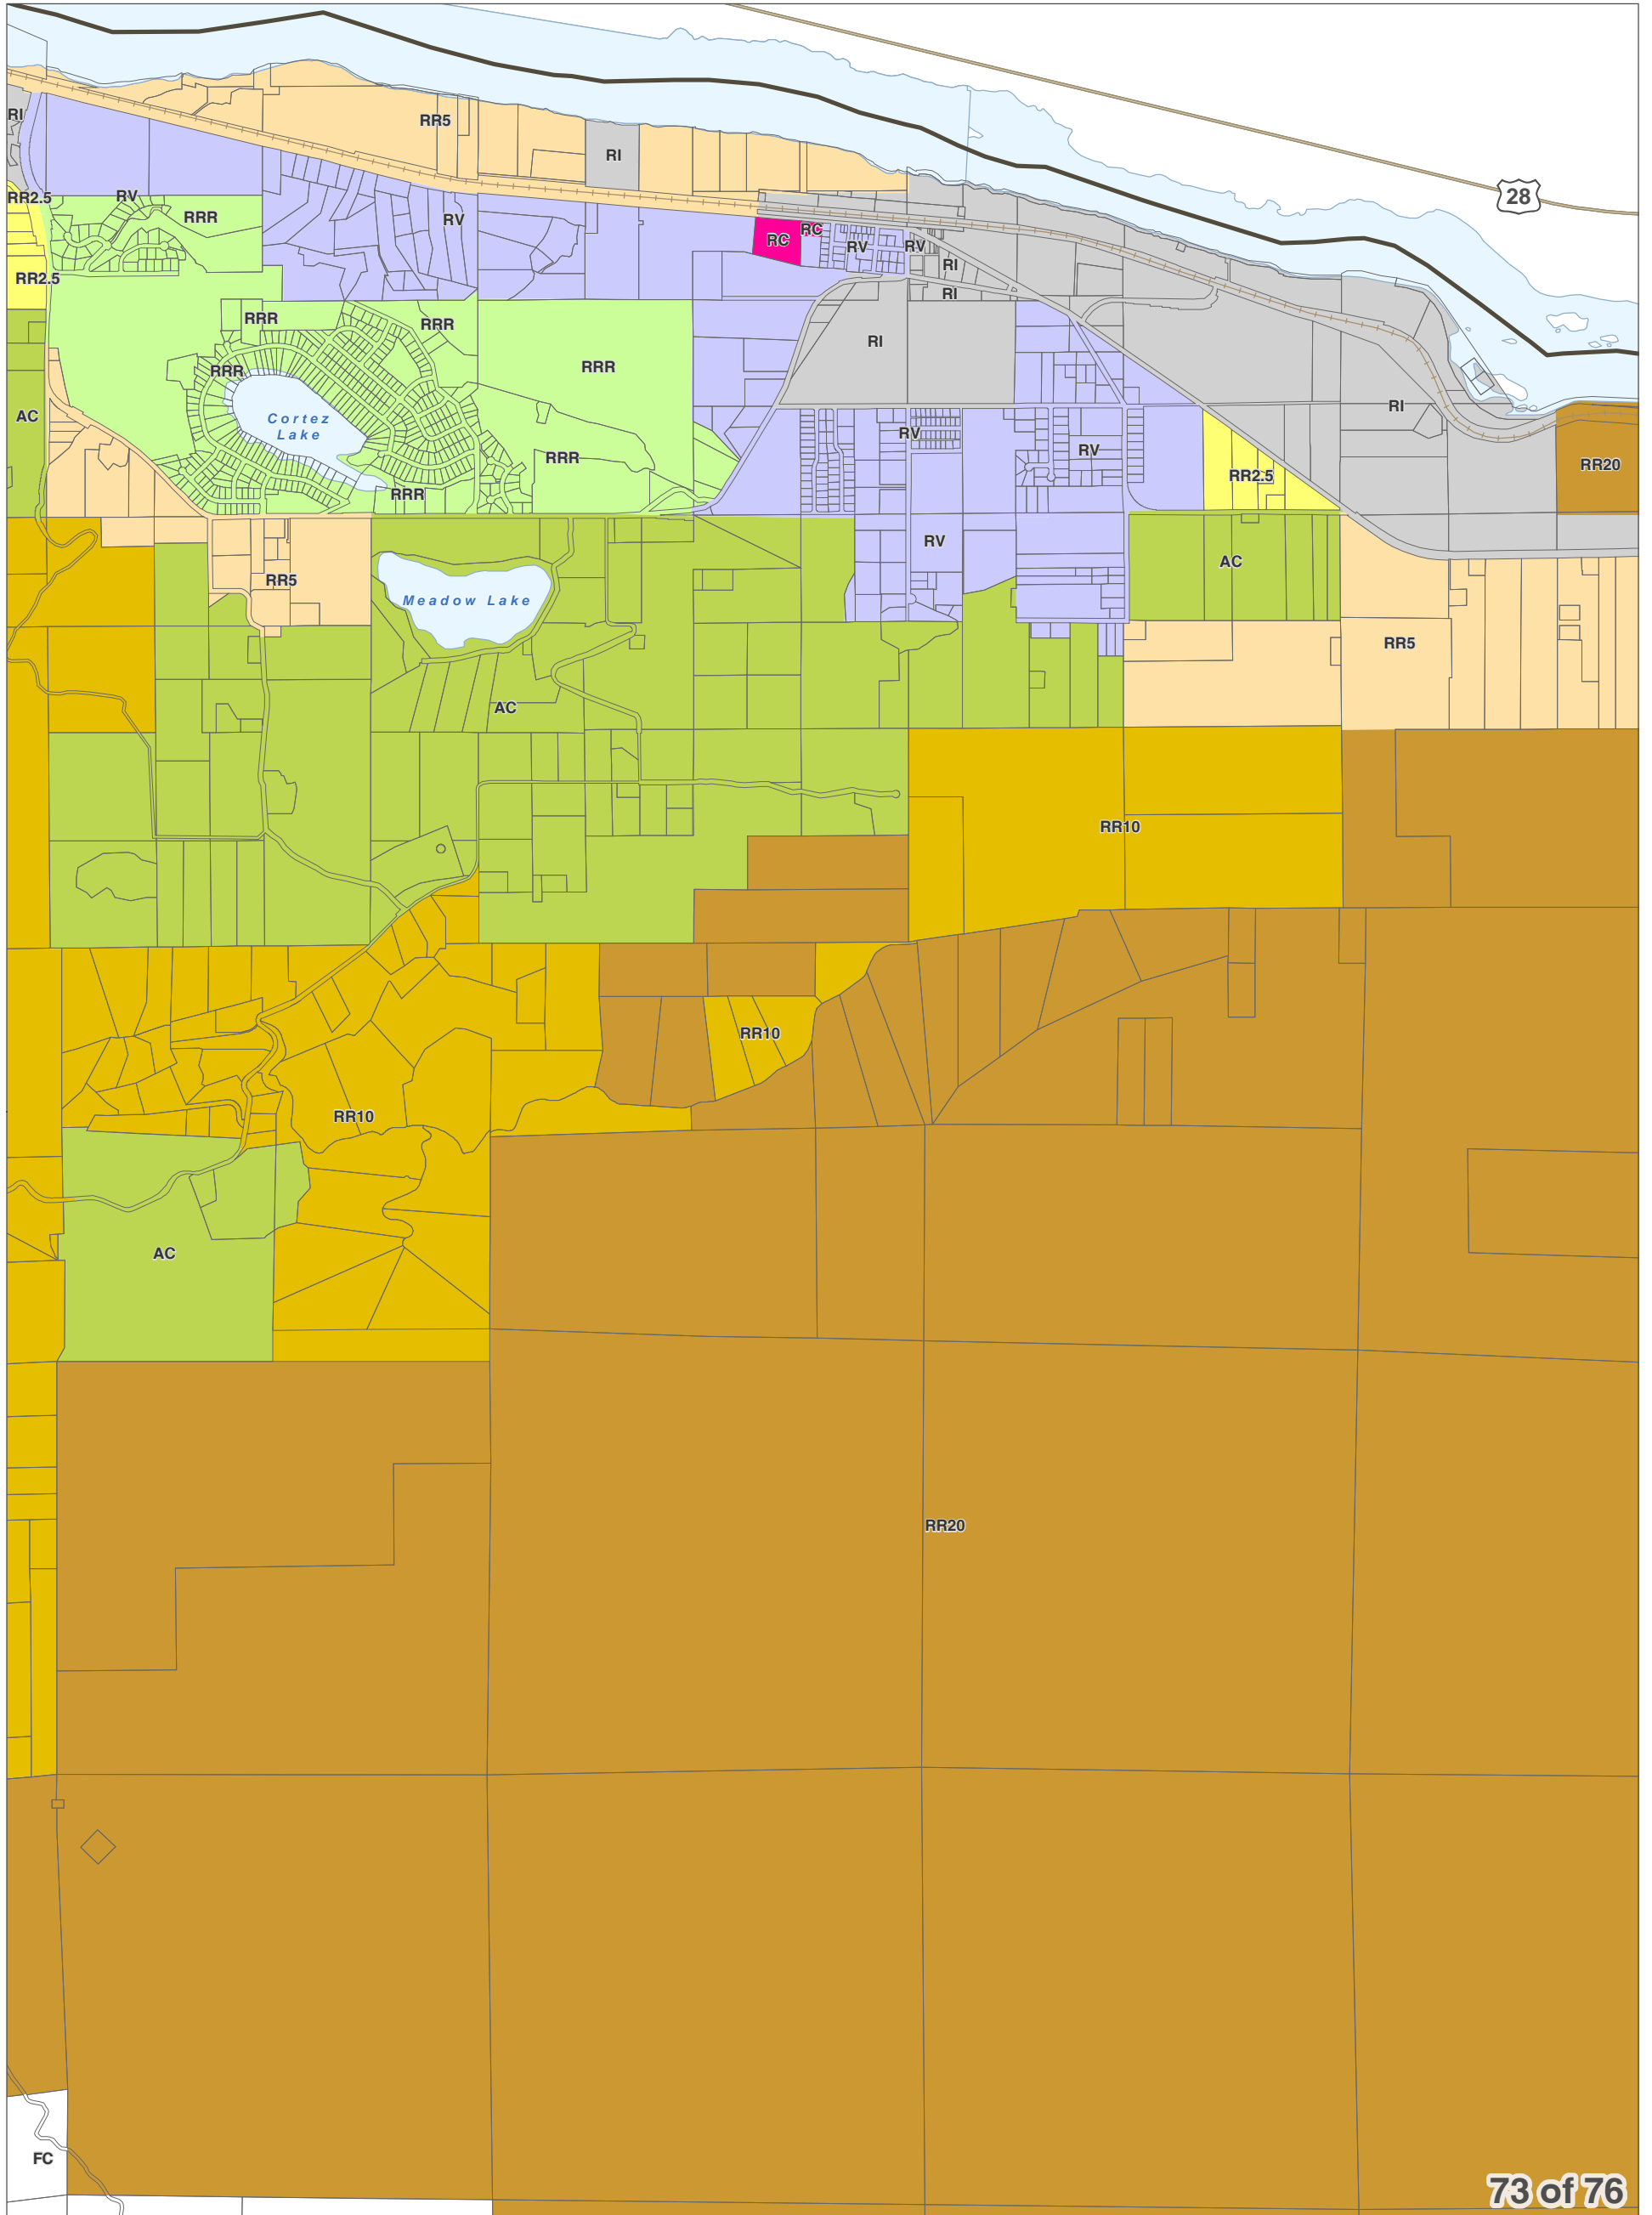 RI
RR5
RI
28
RR2.5
RV
RRR
RV
RC
RC
RV
RV
RI
RI
RR2.5
RRR
RRR
RI
RRR
RRR
AC
Cortez
Lake
RI
RV
RV
RRR
RR2.5
RR20
RRR
RV
AC
RR5
Meadow Lake
RR5
AC
RR10
RR10
RR10
AC
RR20
FC
73 of 76